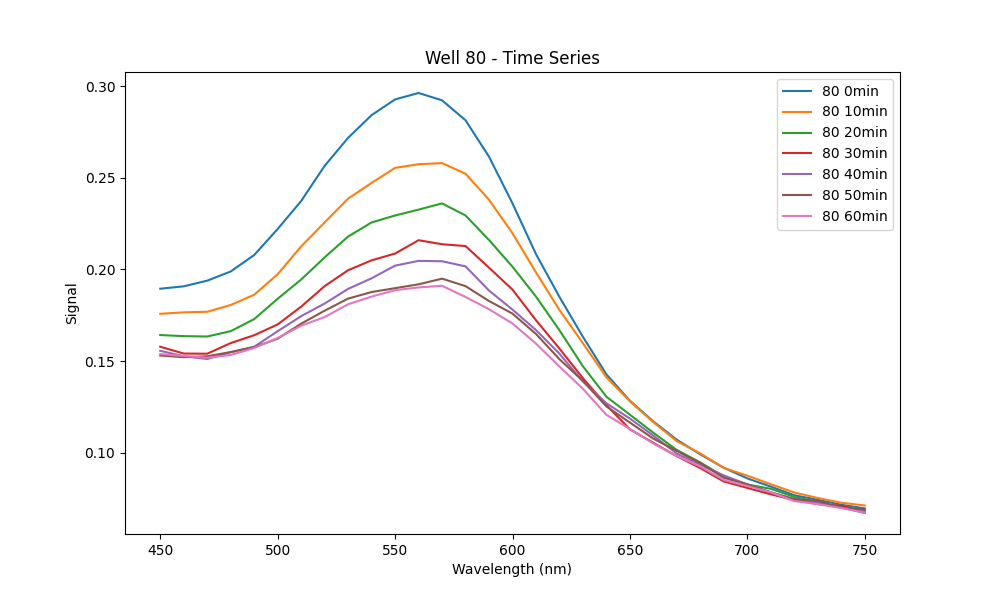 Well 80 - Time Series
0.30
0.25
0.20
0.15
0.10
Signal
450 500 550 600 650 700 750
Wavelength (nm)
80 0min
80 10min
80 20min
80 30min
80 40min
80 50min
80 60min